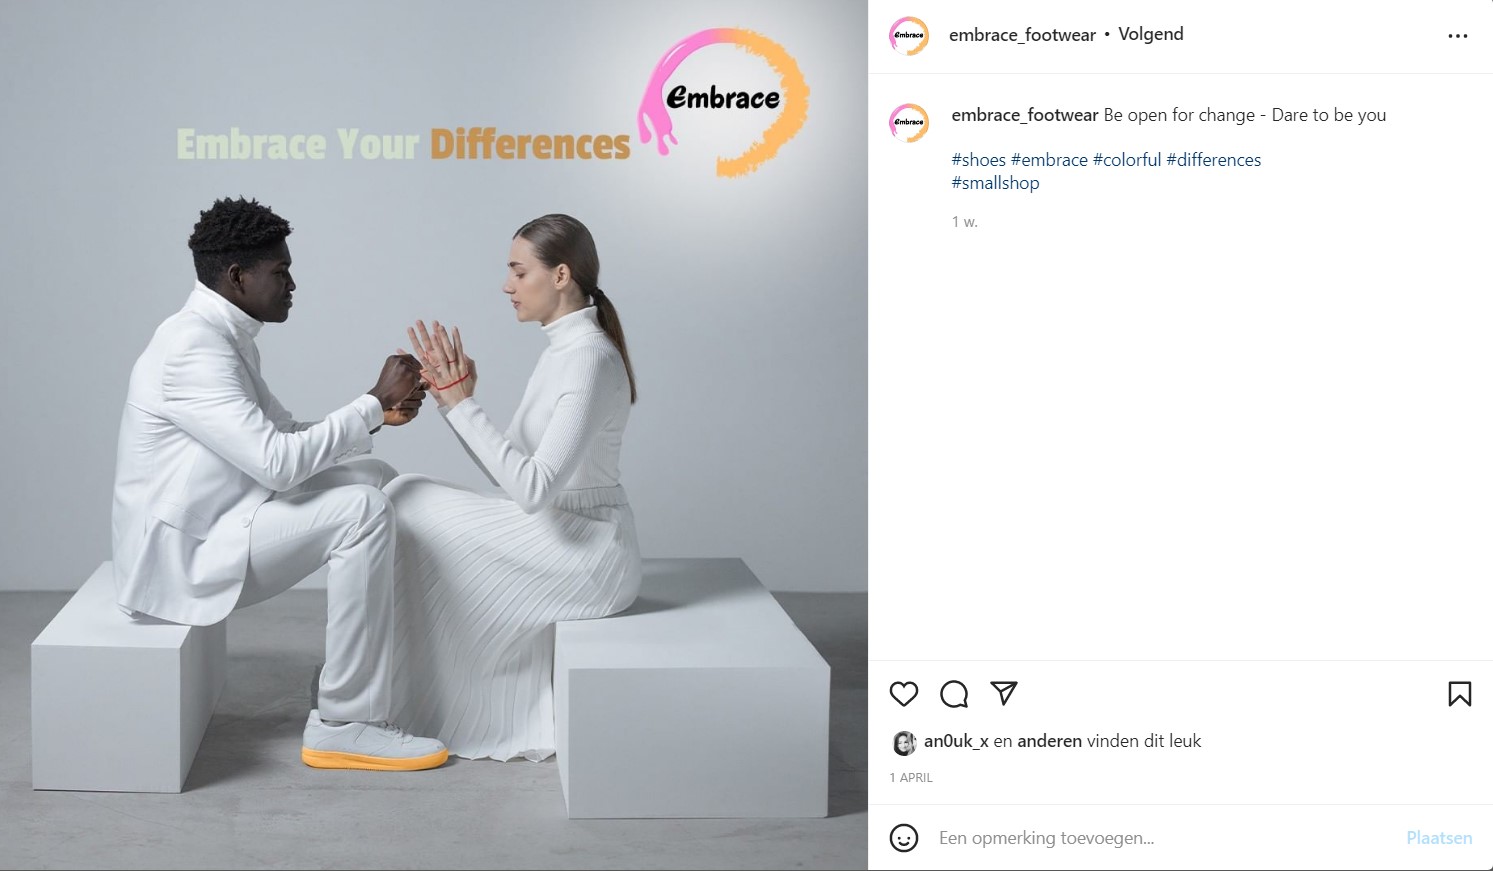 Embrace
Embrace Your Differences
Embrace
embrace_footwear • Volgend
Embrace
embrace_footwear Be open for change - Dare to be you
#shoes #embrace #colorful #differences
#smallshop
1 w.
an0uk_x en anderen vinden dit leuk
1 APRIL
Een opmerking toevoegen...
Plaatsen